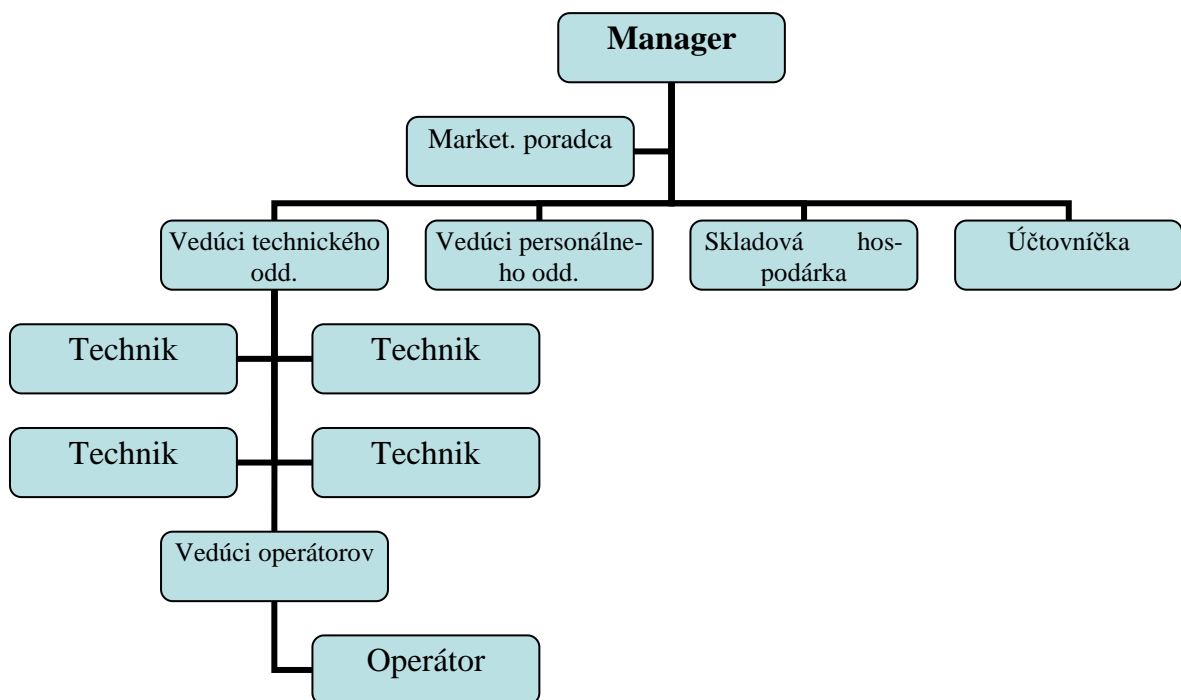 Manager
Market. poradca
Vedúci technického
odd.
Vedúci personálne-
ho odd.
Skladová hos-
podárka
Účtovníčka
Technik
Technik
Technik
Technik
Vedúci operátorov
Operátor